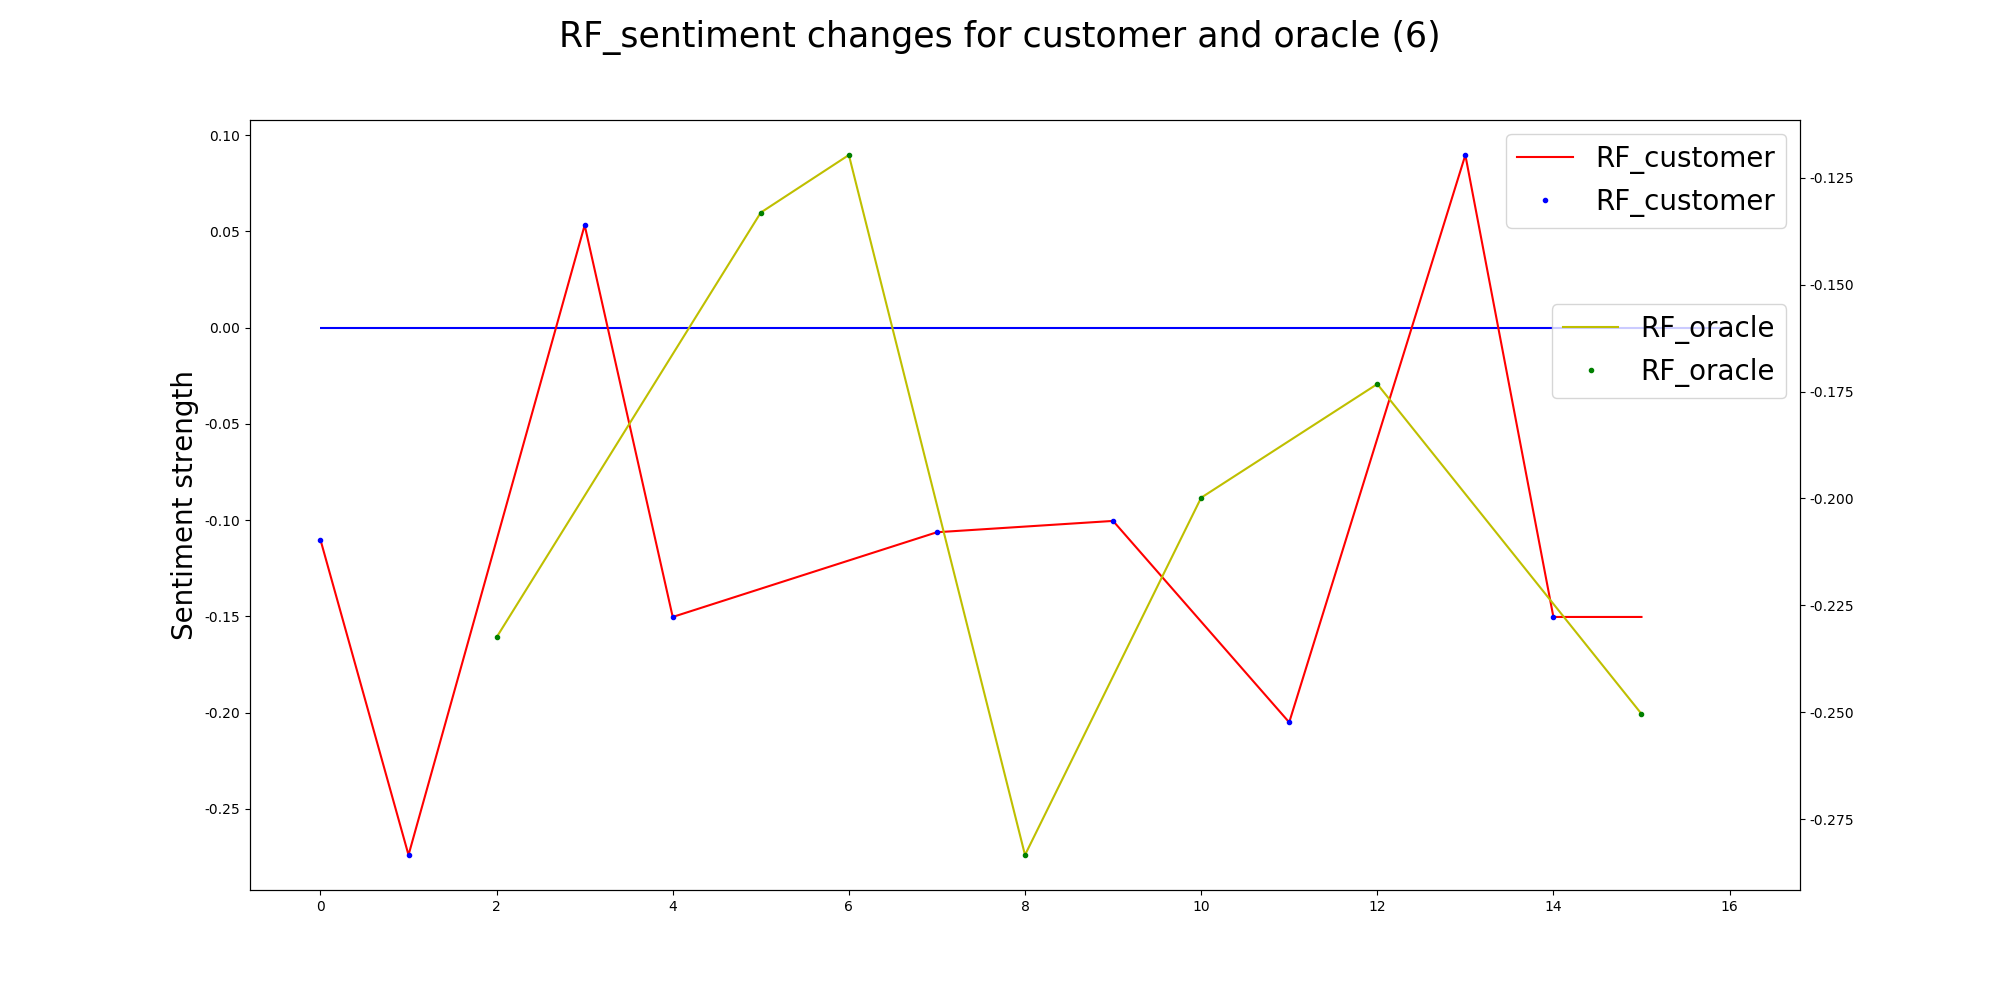 RF_sentiment changes for customer and oracle (6)
Sentiment strength
0.10
0.05
0.00
-0.05
-0.10
-0.15
-0.20
-0.25
RF_customer
RF_customer
RF_oracle
RF_oracle
-0.125
-0.150
-0.175
-0.200
-0.225
-0.250
-0.275
0 2 4 6 8 10 12 14 16